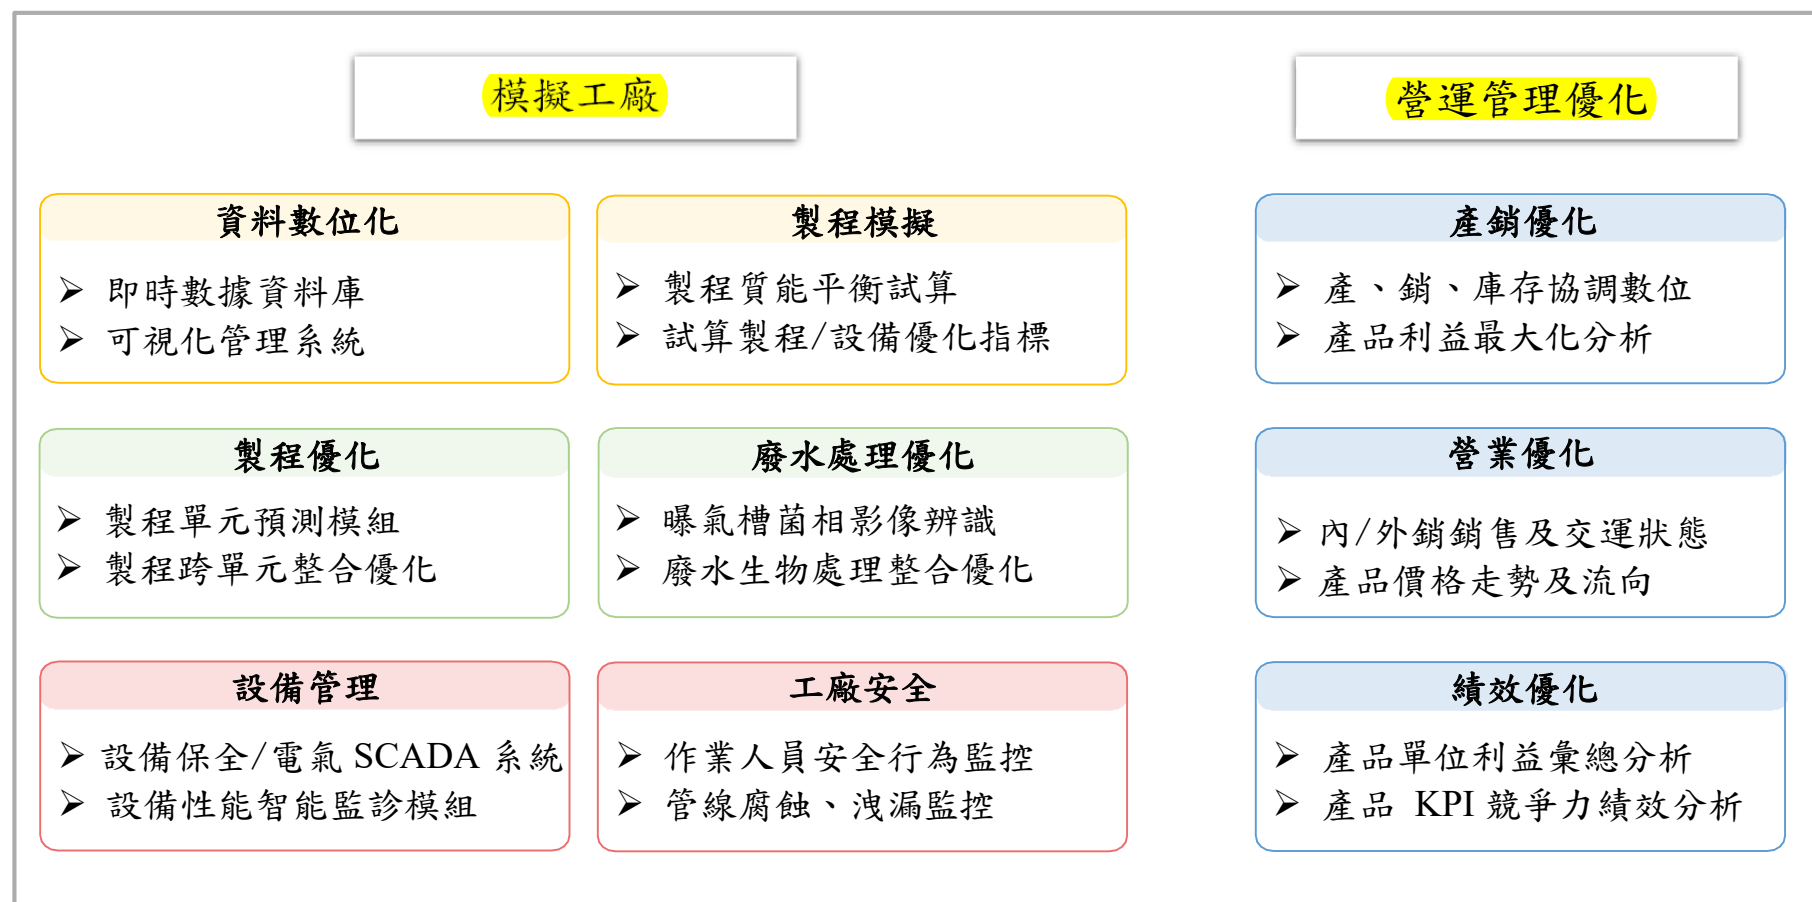 模擬工廠
營運管理優化
資料數位化
➢ 即時數據資料庫
➢ 可視化管理系統
製程模擬
➢ 製程質能平衡試算
➢ 試算製程/設備優化指標
產銷優化
➢ 產、銷、庫存協調數位
➢ 產品利益最大化分析
製程優化
➢ 製程單元預測模組
➢ 製程跨單元整合優化
廢水處理優化
➢ 曝氣槽菌相影像辨識
➢ 廢水生物處理整合優化
營業優化
➢ 內/外銷銷售及交運狀態
➢ 產品價格走勢及流向
設備管理
➢ 設備保全/電氣 SCADA 系統
➢ 設備性能智能監診模組
工廠安全
➢ 作業人員安全行為監控
➢ 管線腐蝕、洩漏監控
績效優化
➢ 產品單位利益彙總分析
➢ 產品 KPI 競爭力績效分析